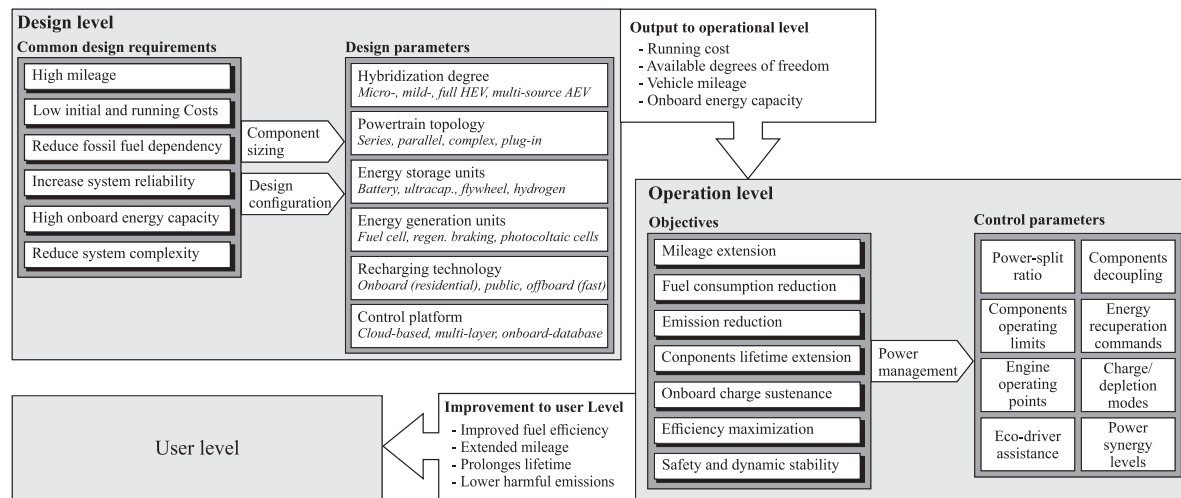 Design level
Common design requirements
High mileage
Low initial and running Costs
Reduce fossil fuel dependency
Increase system reliability
High onboard energy capacity
Reduce system complexity
Component
sizing
Design
configuration
Design parameters
Hybridization degree
Micro-, mild-, full HEV, multi-source AEV
Powertrain topology
Series, parallel, complex, plug-in
Energy storage units
Battery, ultracap., flywheel, hydrogen
Energy generation units
Fuel cell, regen. braking, photocoltaic cells
Recharging technology
Onboard (residential), public, offboard (fast)
Control platform
Cloud-based, multi-layer, onboard-database
Output to operational level
- Running cost
- Available degrees of freedom
- Vehicle mileage
- Onboard energy capacity
Operation level
Objectives
Mileage extension
Fuel consumption reduction
Emission reduction
Conponents lifetime extension
Onboard charge sustenance
Efficiency maximization
Safety and dynamic stability
Power
management
Control parameters
Power-split
ratio
Components
decoupling
Components
operating
limits
Energy
recuperation
commands
Engine
operating
points
Charge/
depletion
modes
Eco-driver
assistance
Power
synergy
levels
Improvement to user Level
- Improved fuel efficiency
- Extended mileage
- Prolonges lifetime
- Lower harmful emissions
User level